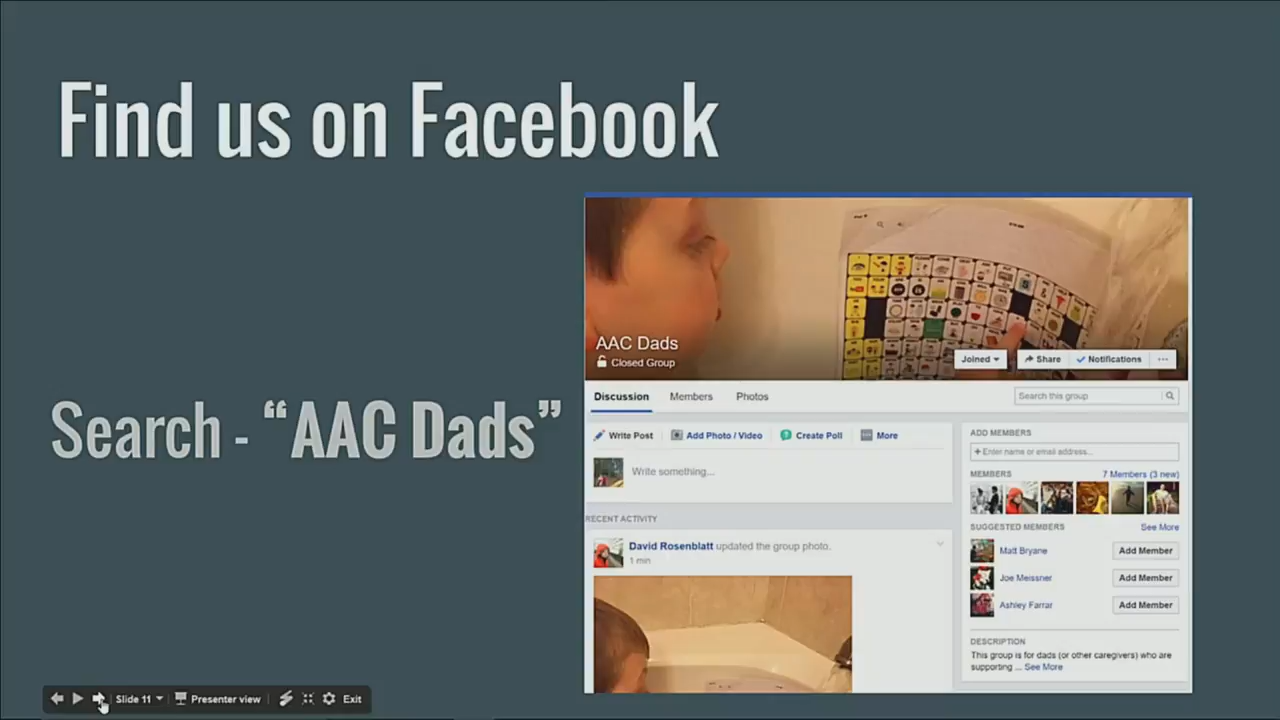 Find us on Facebook
Search - “AAC Dads”
AAC Dads
Closed Group
Joined
Share
Notifications
Discussion
Members
Photos
Search this group
Write Post
Add Photo / Video
Create Poll
More
Write something...
RECENT ACTIVITY
David Rosenblatt updated the group photo.
1 min
ADD MEMBERS
+ Enter name or email address...
MEMBERS
7 Members (3 new)
SUGGESTED MEMBERS
See More
Matt Bryane
Add Member
Joe Meissner
Add Member
Ashley Farrar
Add Member
DESCRIPTION
This group is for dads (or other caregivers) who are
supporting ... See More
Slide 11
Presenter view
Exit